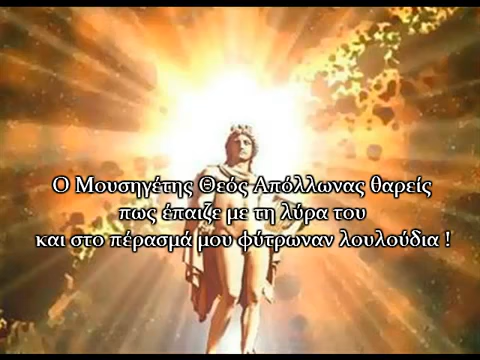 Ο Μουσηγέτης Θεός Απόλλωνας θαρείς
πως έπαιζε με τη λύρα του
και στο πέρασμά μου φύτρωναν λουλούδια !